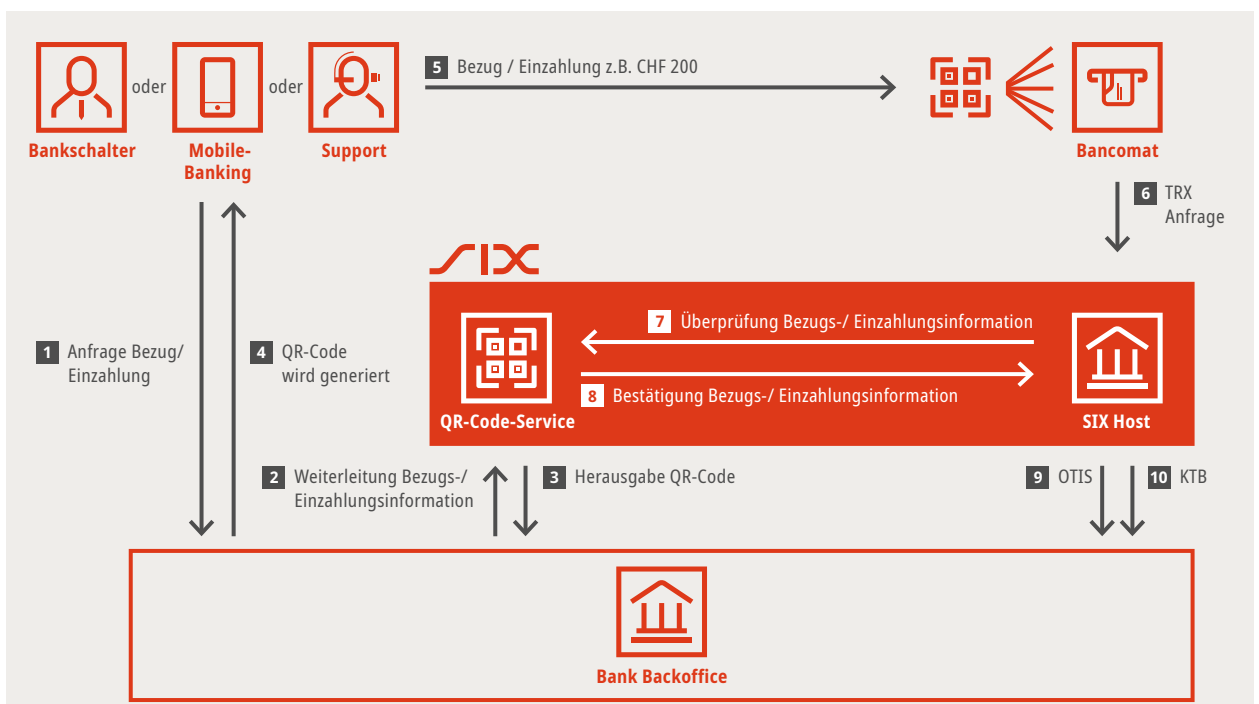 oder
oder
Bankschalter
Mobile-
Banking
Support
5 Bezug / Einzahlung z.B. CHF 200
Bancomat
6 TRX
Anfrage
SIX
1 Anfrage Bezug/
Einzahlung
4 QR-Code
wird generiert
7 Überprüfung Bezugs-/ Einzahlungsinformation
8 Bestätigung Bezugs-/ Einzahlungsinformation
QR-Code-Service
SIX Host
2 Weiterleitung Bezugs-/
Einzahlungsinformation
3 Herausgabe QR-Code
9 OTIS
10 KTB
Bank Backoffice